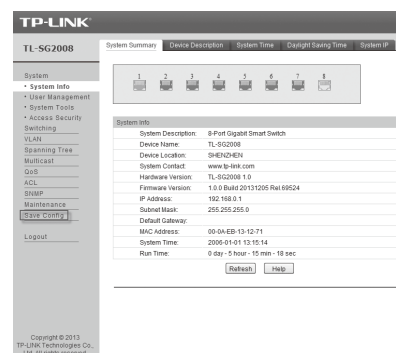 TP-LINK®
TL-SG2008
System Summary Device Description System Time Daylight Saving Time System IP
System
• System Info
• User Management
• System Tools
• Access Security
Switching
VLAN
Spanning Tree
Multicast
QoS
ACL
SNMP
Maintenance
Save Config
Logout
Copyright © 2013
TP-LINK Technologies Co.,
Ltd. All rights reserved.
1 2 3 4 5 6 7 8
System Info
System Description: 8-Port Gigabit Smart Switch
Device Name: TL-SG2008
Device Location: SHENZHEN
System Contact: www.tp-link.com
Hardware Version: TL-SG2008 1.0
Firmware Version: 1.0.0 Build 20131205 Rel.69524
IP Address: 192.168.0.1
Subnet Mask: 255.255.255.0
Default Gateway:
MAC Address: 00-0A-EB-13-12-71
System Time: 2006-01-01 13:15:14
Run Time: 0 day - 5 hour - 15 min - 18 sec
Refresh Help